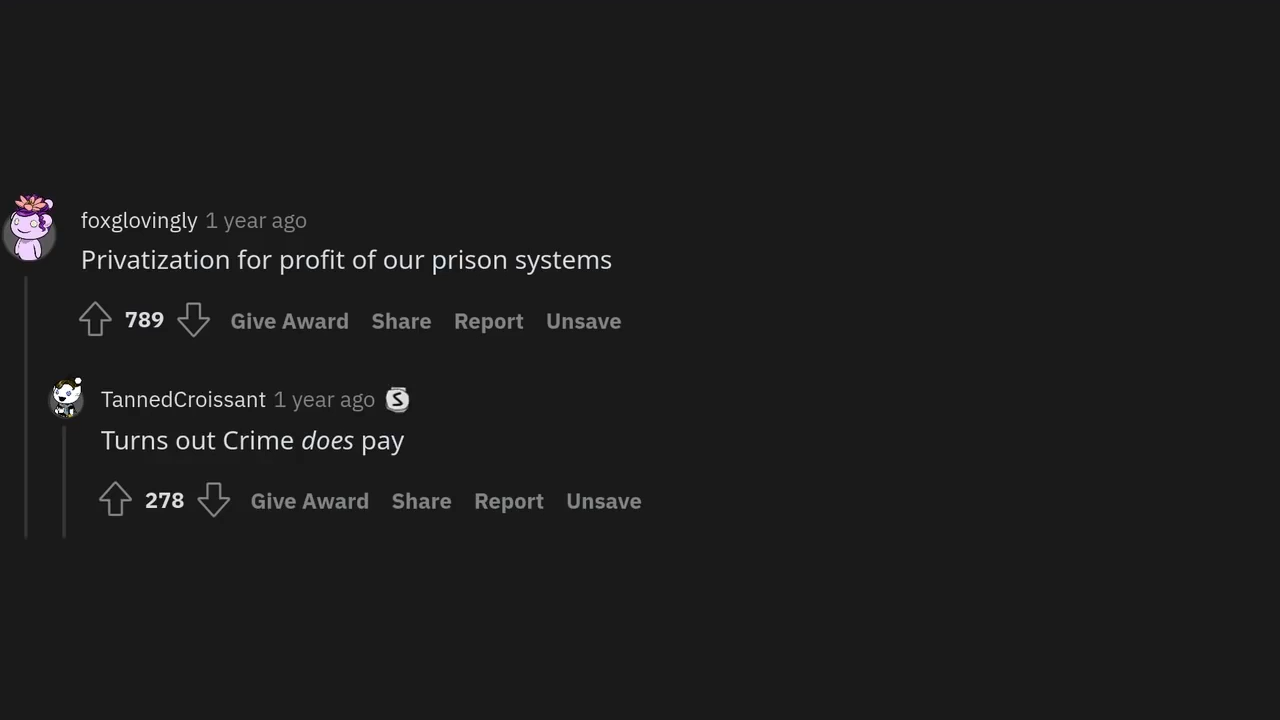 foxglovingly 1 year ago
Privatization for profit of our prison systems
789 Give Award Share Report Unsave
TannedCroissant 1 year ago S
Turns out Crime does pay
278 Give Award Share Report Unsave